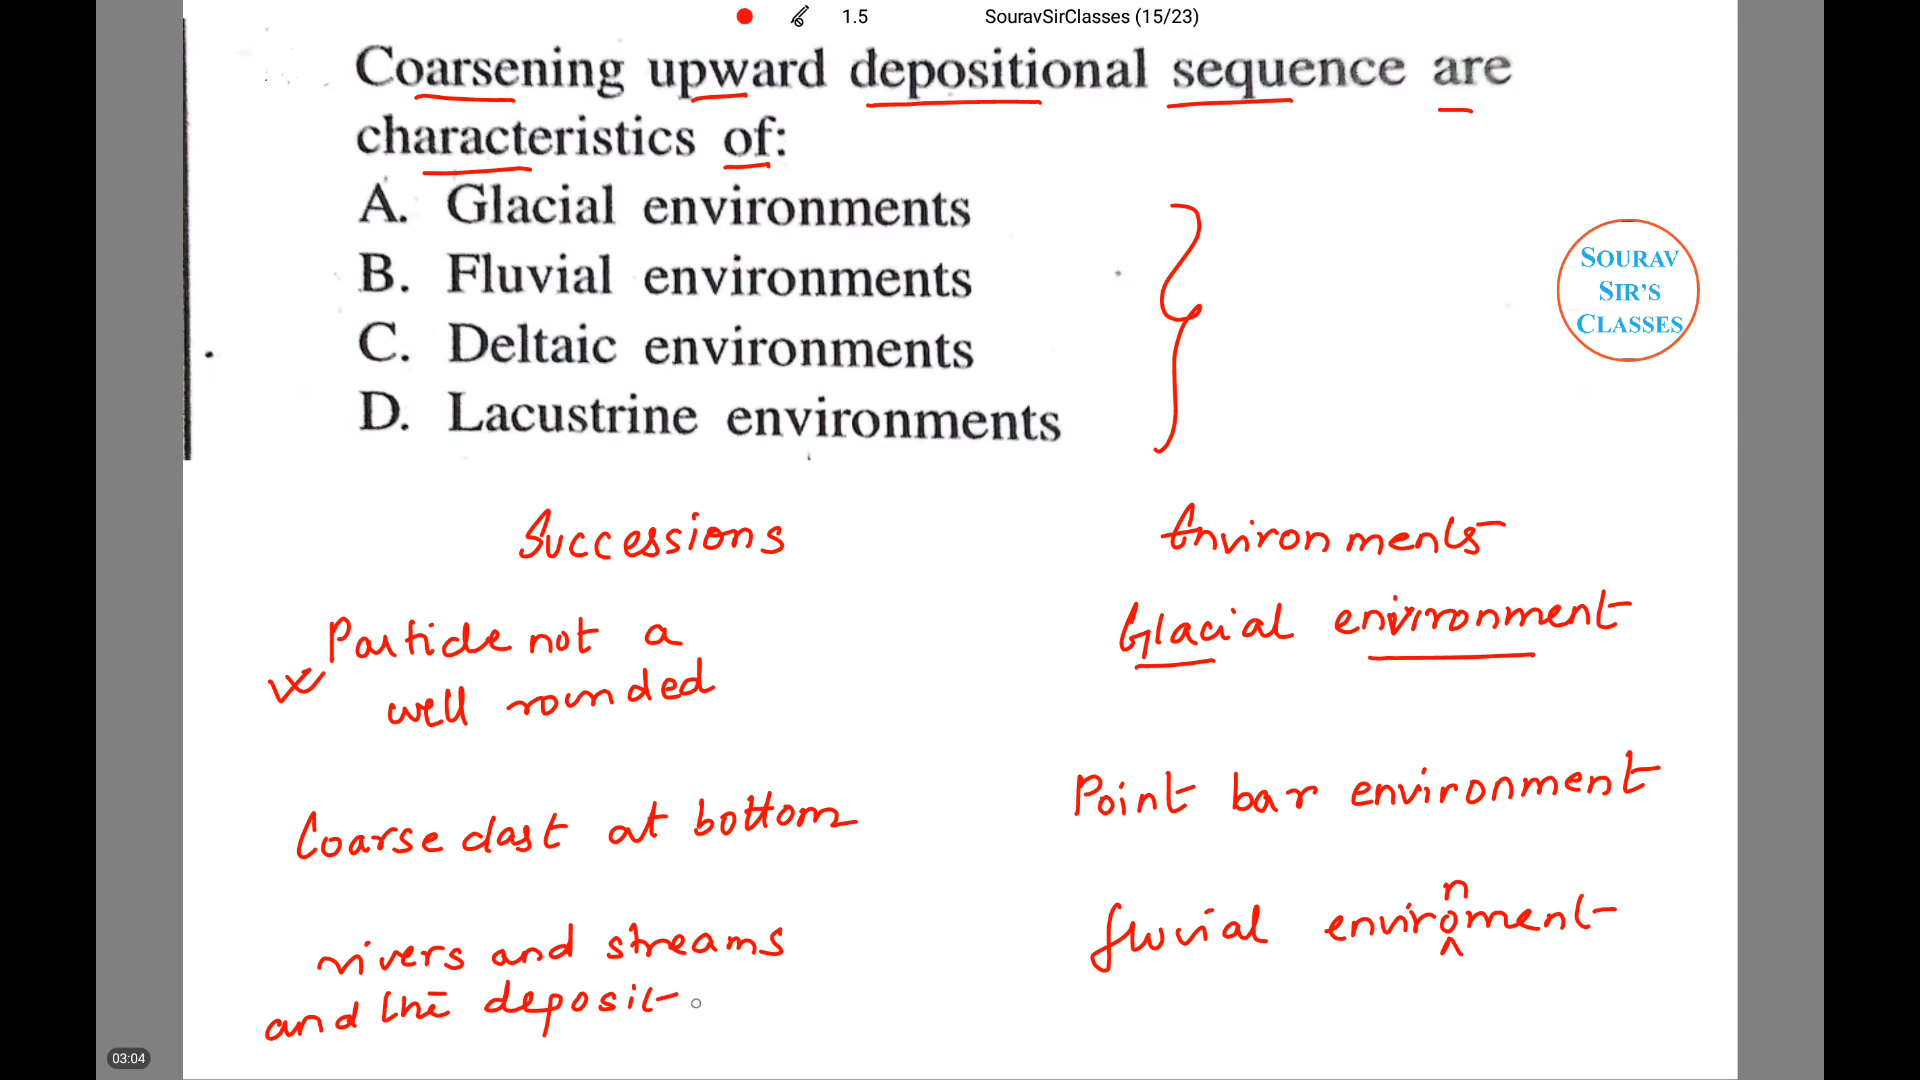 1.5 SouravSirClasses (15/23)
Coarsening upward depositional sequence are
characteristics of:
A. Glacial environments
B. Fluvial environments
C. Deltaic environments
D. Lacustrine environments
SOURAV
SIR'S
CLASSES
Successions Environments
Particle not a Glacial environment
well rounded
Coarse clast at bottom Point bar environment
rivers and streams fluvial environment
and the deposit
03:04